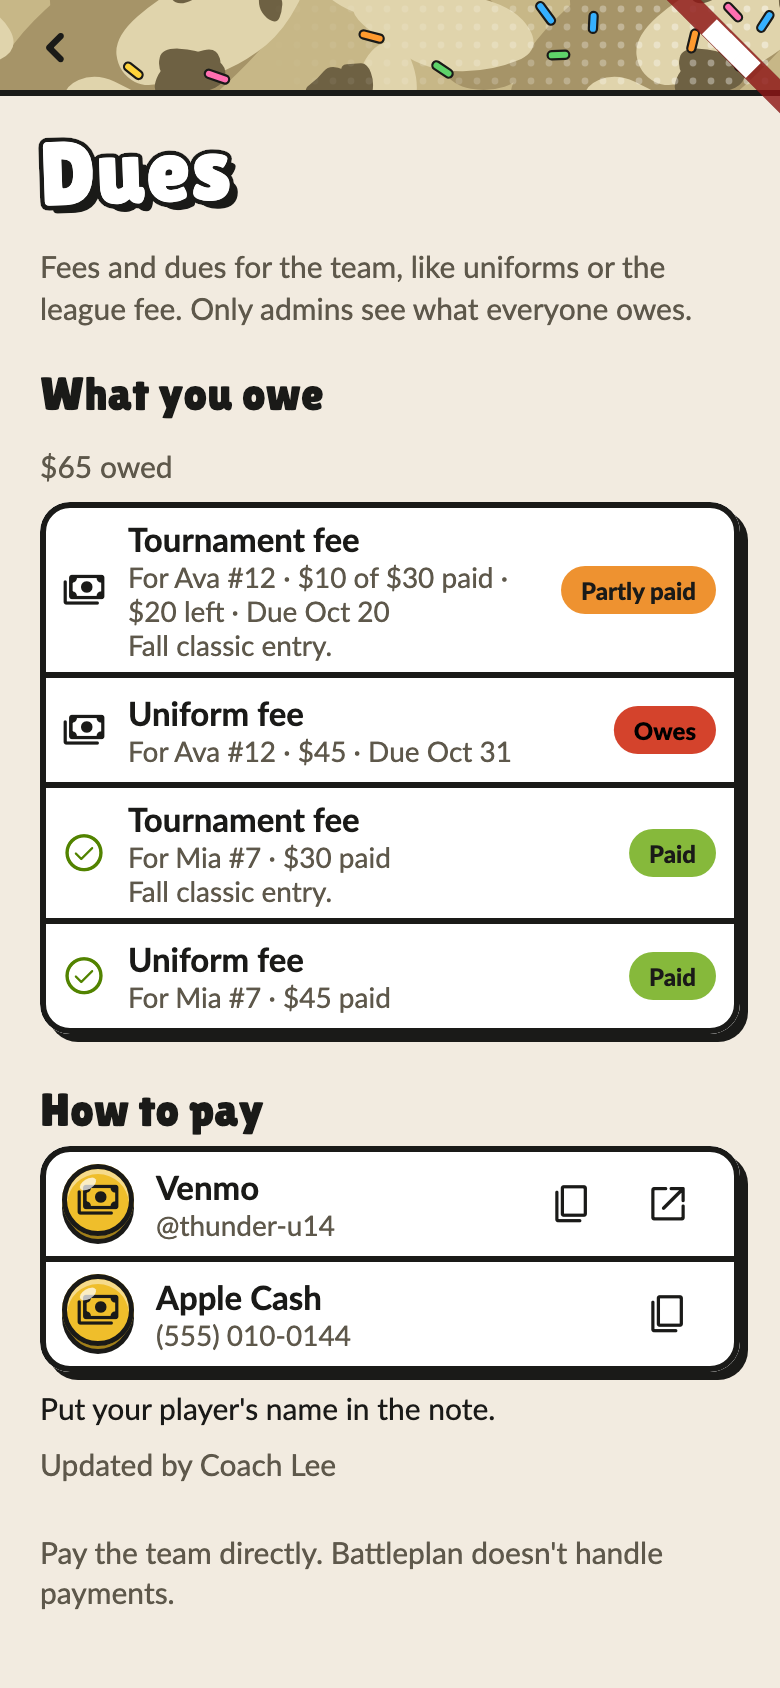 Dues
Fees and dues for the team, like uniforms or the
league fee. Only admins see what everyone owes.
What you owe
$65 owed
Tournament fee
For Ava #12 · $10 of $30 paid ·
$20 left · Due Oct 20
Fall classic entry.
Partly paid
Uniform fee
For Ava #12 · $45 · Due Oct 31
Owes
Tournament fee
For Mia #7 · $30 paid
Fall classic entry.
Paid
Uniform fee
For Mia #7 · $45 paid
Paid
How to pay
Venmo
@thunder-u14
Apple Cash
(555) 010-0144
Put your player's name in the note.
Updated by Coach Lee
Pay the team directly. Battleplan doesn't handle
payments.